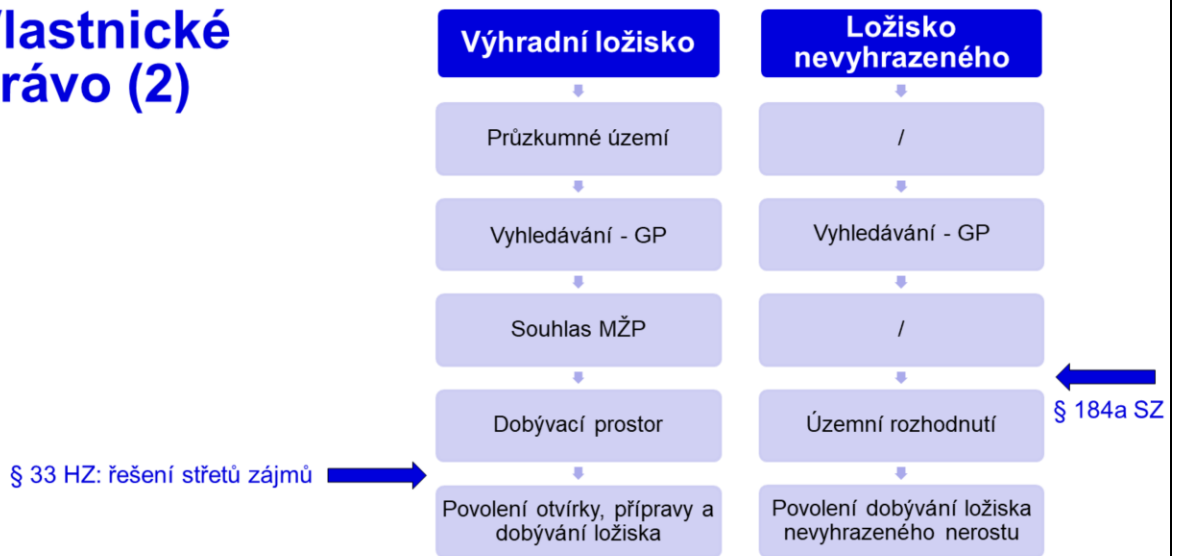 lastnické
rávo (2)
Výhradní ložisko
Průzkumné území
Vyhledávání - GP
Souhlas MŽP
Dobývací prostor
Povolení otvírky, přípravy a
dobývání ložiska
Ložisko
nevyhrazeného
/
Vyhledávání - GP
/
Územní rozhodnutí
Povolení dobývání ložiska
nevyhrazeného nerostu
§ 33 HZ: řešení střetů zájmů
§ 184a SZ